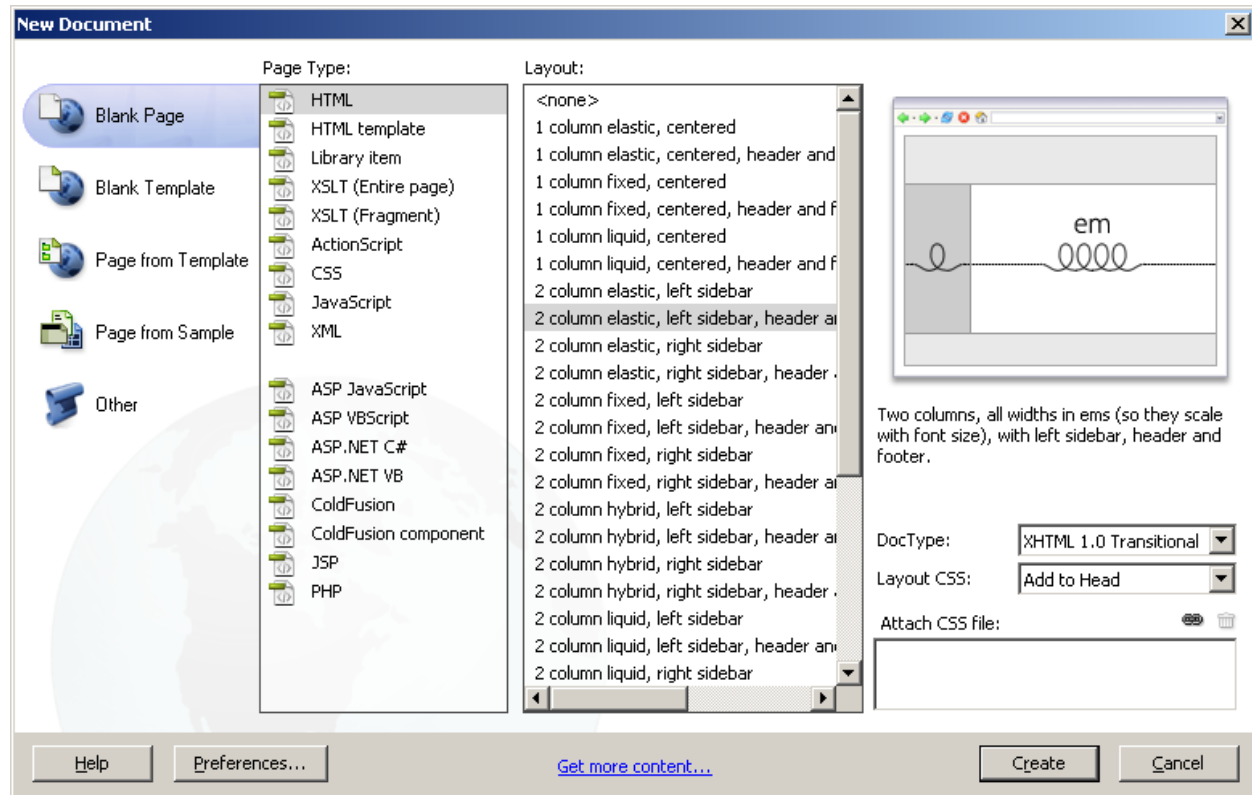 New Document
Blank Page
Blank Template
Page from Template
Page from Sample
Other
Page Type:
HTML
HTML template
Library item
XSLT (Entire page)
XSLT (Fragment)
ActionScript
CSS
JavaScript
XML
ASP JavaScript
ASP VBScript
ASP.NET C#
ASP.NET VB
ColdFusion
ColdFusion component
JSP
PHP
Layout:
<none>
1 column elastic, centered
1 column elastic, centered, header and
1 column fixed, centered
1 column fixed, centered, header and f
1 column liquid, centered
1 column liquid, centered, header and f
2 column elastic, left sidebar
2 column elastic, left sidebar, header
2 column elastic, right sidebar
2 column elastic, right sidebar, header
2 column fixed, left sidebar
2 column fixed, left sidebar, header
2 column fixed, right sidebar
2 column fixed, right sidebar, header
2 column hybrid, left sidebar
2 column hybrid, left sidebar, header
2 column hybrid, right sidebar
2 column hybrid, right sidebar, header
2 column liquid, left sidebar
2 column liquid, left sidebar, header
2 column liquid, right sidebar
em
Two columns, all widths in ems (so they scale
with font size), with left sidebar, header and
footer.
DocType: XHTML 1.0 Transitional
Layout CSS: Add to Head
Attach CSS file:
Help Preferences... Get more content... Create Cancel